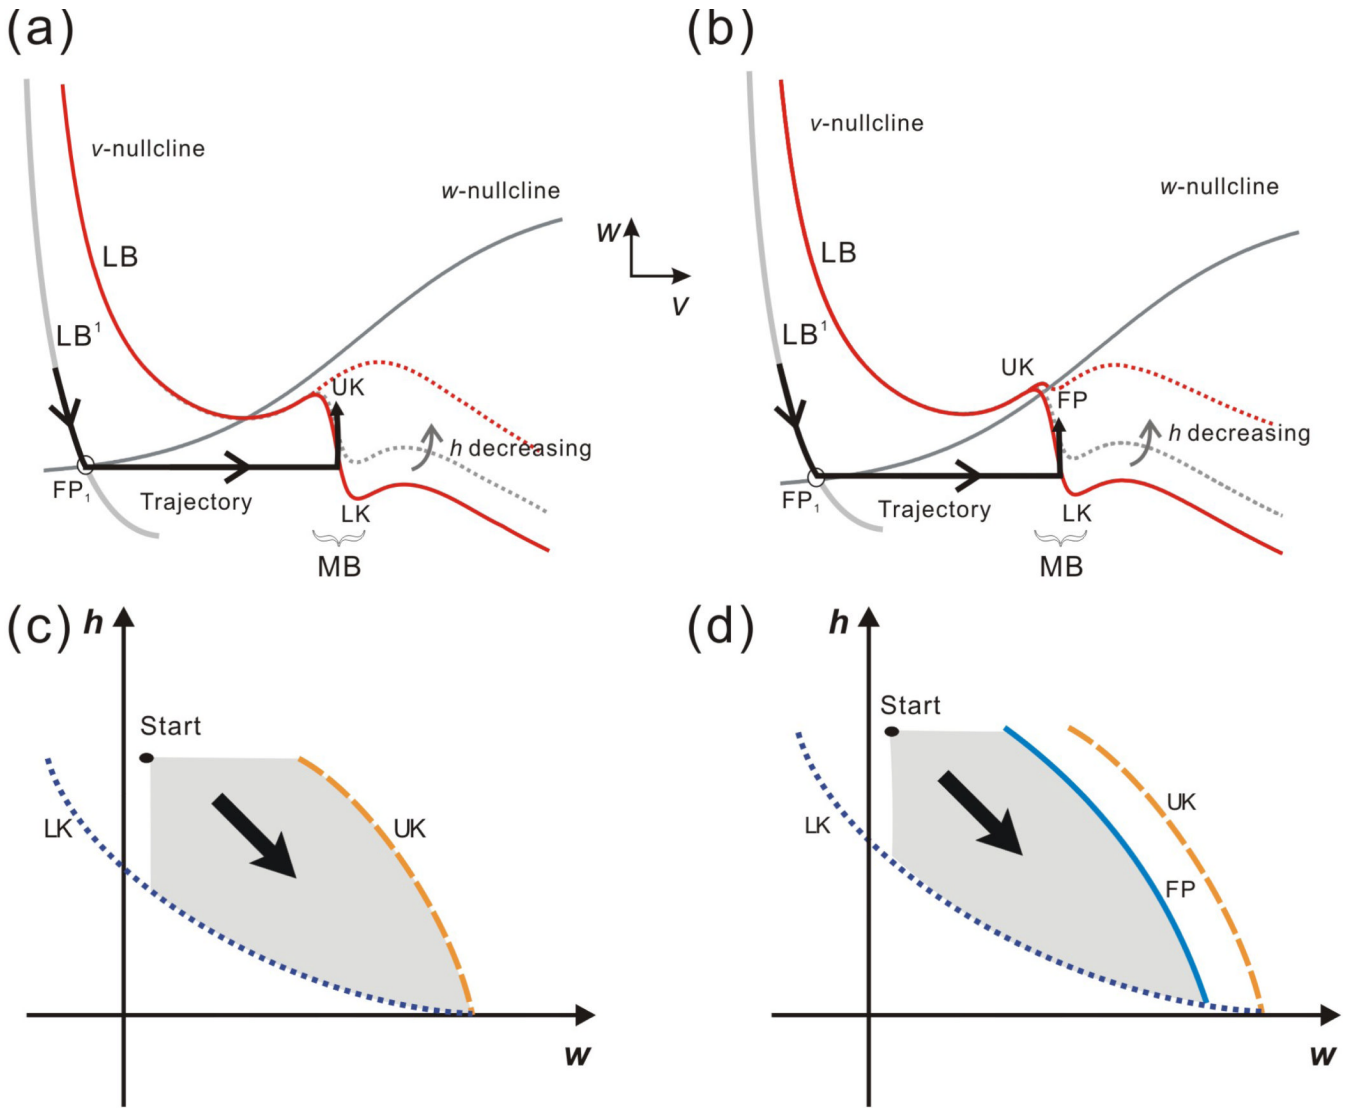 (a)
v-nullcline
w-nullcline
LB
LB¹
UK
h decreasing
FP₁
Trajectory
LK
MB
w
v
(b)
v-nullcline
w-nullcline
LB
LB¹
UK
FP
h decreasing
FP₁
Trajectory
LK
MB
(c)
h
Start
LK
UK
w
(d)
h
Start
LK
UK
FP
w